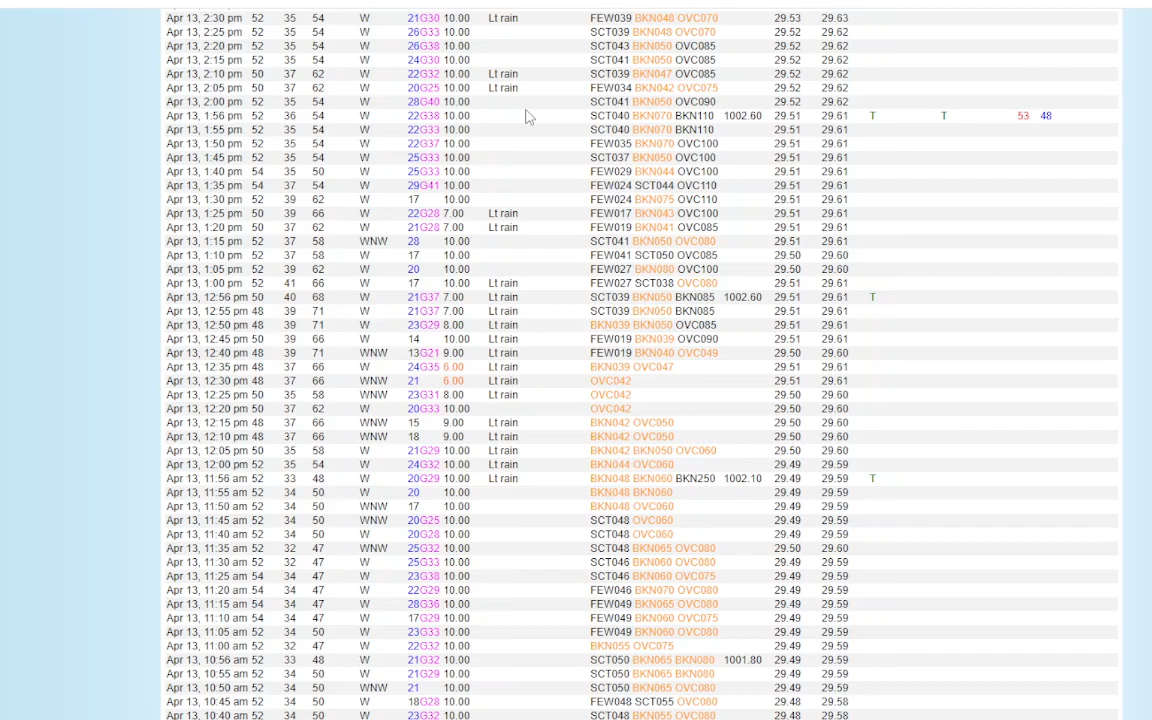 Apr 13, 2:30 pm 52 35 54 W 21G30 10.00 Lt rain FEW039 BKN048 OVC070 29.53 29.63
Apr 13, 2:25 pm 52 35 54 W 26G33 10.00 SCT039 BKN048 OVC070 29.52 29.62
Apr 13, 2:20 pm 52 35 54 W 26G38 10.00 SCT043 BKN050 OVC085 29.52 29.62
Apr 13, 2:15 pm 52 35 54 W 24G30 10.00 SCT041 BKN050 OVC085 29.52 29.62
Apr 13, 2:10 pm 50 37 62 W 22G32 10.00 Lt rain SCT039 BKN047 OVC085 29.52 29.62
Apr 13, 2:05 pm 50 37 62 W 20G25 10.00 Lt rain FEW034 BKN042 OVC075 29.52 29.62
Apr 13, 2:00 pm 52 35 54 W 28G40 10.00 SCT041 BKN050 OVC090 29.52 29.62
Apr 13, 1:56 pm 52 36 54 W 22G38 10.00 SCT040 BKN070 BKN110 1002.60 29.51 29.61 T T 53 48
Apr 13, 1:55 pm 52 35 54 W 22G33 10.00 SCT040 BKN070 BKN110 29.51 29.61
Apr 13, 1:50 pm 52 35 54 W 22G37 10.00 FEW035 BKN070 OVC100 29.51 29.61
Apr 13, 1:45 pm 52 35 54 W 25G33 10.00 SCT037 BKN050 OVC100 29.51 29.61
Apr 13, 1:40 pm 54 35 50 W 25G33 10.00 FEW029 BKN044 OVC100 29.51 29.61
Apr 13, 1:35 pm 54 37 54 W 29G41 10.00 FEW024 SCT044 OVC110 29.51 29.61
Apr 13, 1:30 pm 52 39 62 W 17 10.00 FEW024 BKN075 OVC110 29.51 29.61
Apr 13, 1:25 pm 50 39 66 W 22G28 7.00 Lt rain FEW017 BKN043 OVC100 29.51 29.61
Apr 13, 1:20 pm 50 37 62 W 21G28 7.00 Lt rain FEW019 BKN041 OVC085 29.51 29.61
Apr 13, 1:15 pm 52 37 58 WNW 28 10.00 SCT041 BKN050 OVC080 29.51 29.61
Apr 13, 1:10 pm 52 37 58 W 17 10.00 FEW041 SCT050 OVC085 29.50 29.60
Apr 13, 1:05 pm 52 39 62 W 20 10.00 FEW027 BKN080 OVC100 29.50 29.60
Apr 13, 1:00 pm 52 41 66 W 17 10.00 Lt rain FEW027 SCT038 OVC080 29.51 29.61
Apr 13, 12:56 pm 50 40 68 W 21G37 7.00 Lt rain SCT039 BKN050 BKN085 1002.60 29.51 29.61 T
Apr 13, 12:55 pm 48 39 71 W 21G37 7.00 Lt rain SCT039 BKN050 BKN085 29.51 29.61
Apr 13, 12:50 pm 48 39 71 W 23G29 8.00 Lt rain BKN039 BKN050 OVC085 29.51 29.61
Apr 13, 12:45 pm 50 39 66 W 14 10.00 Lt rain FEW019 BKN039 OVC090 29.51 29.61
Apr 13, 12:40 pm 48 39 71 WNW 13G21 9.00 Lt rain FEW019 BKN040 OVC049 29.50 29.60
Apr 13, 12:35 pm 48 37 66 W 24G35 6.00 Lt rain BKN039 OVC047 29.51 29.61
Apr 13, 12:30 pm 48 37 66 WNW 21 6.00 Lt rain OVC042 29.51 29.61
Apr 13, 12:25 pm 50 35 58 WNW 23G31 8.00 Lt rain OVC042 29.50 29.60
Apr 13, 12:20 pm 50 37 62 W 20G33 10.00 OVC042 29.50 29.60
Apr 13, 12:15 pm 48 37 66 WNW 15 9.00 Lt rain BKN042 OVC050 29.50 29.60
Apr 13, 12:10 pm 48 37 66 WNW 18 9.00 Lt rain BKN042 OVC050 29.50 29.60
Apr 13, 12:05 pm 50 35 58 W 21G29 10.00 Lt rain BKN042 BKN050 OVC060 29.50 29.60
Apr 13, 12:00 pm 52 35 54 W 24G32 10.00 Lt rain BKN044 OVC060 29.49 29.59
Apr 13, 11:56 am 52 33 48 W 20G29 10.00 Lt rain BKN048 BKN060 BKN250 1002.10 29.49 29.59 T
Apr 13, 11:55 am 52 34 50 W 20 10.00 BKN048 BKN060 29.49 29.59
Apr 13, 11:50 am 52 34 50 WNW 17 10.00 BKN048 OVC060 29.49 29.59
Apr 13, 11:45 am 52 34 50 WNW 20G25 10.00 SCT048 OVC060 29.49 29.59
Apr 13, 11:40 am 52 34 50 W 20G28 10.00 SCT048 OVC060 29.49 29.59
Apr 13, 11:35 am 52 32 47 WNW 25G32 10.00 SCT048 BKN065 OVC080 29.50 29.60
Apr 13, 11:30 am 52 32 47 W 25G33 10.00 SCT046 BKN060 OVC080 29.49 29.59
Apr 13, 11:25 am 54 34 47 W 23G38 10.00 SCT046 BKN060 OVC075 29.49 29.59
Apr 13, 11:20 am 54 34 47 W 22G29 10.00 FEW046 BKN070 OVC080 29.49 29.59
Apr 13, 11:15 am 54 34 47 W 28G36 10.00 FEW049 BKN065 OVC080 29.49 29.59
Apr 13, 11:10 am 54 34 47 W 17G29 10.00 FEW049 BKN060 OVC075 29.49 29.59
Apr 13, 11:05 am 52 34 50 W 23G33 10.00 FEW049 BKN060 OVC080 29.49 29.59
Apr 13, 11:00 am 52 32 47 W 22G32 10.00 BKN055 OVC075 29.49 29.59
Apr 13, 10:56 am 52 33 48 W 21G32 10.00 SCT050 BKN065 BKN080 1001.80 29.49 29.59
Apr 13, 10:55 am 52 34 50 W 21G29 10.00 SCT050 BKN065 BKN080 29.49 29.59
Apr 13, 10:50 am 52 34 50 WNW 21 10.00 SCT050 BKN065 OVC080 29.49 29.59
Apr 13, 10:45 am 52 34 50 W 18G28 10.00 FEW048 SCT055 OVC080 29.48 29.58
Apr 13, 10:40 am 52 34 50 W 23G32 10.00 SCT048 BKN055 OVC080 29.48 29.58